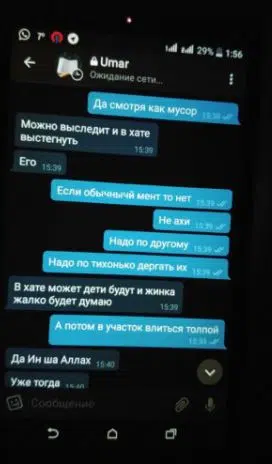 7°
29% 1:56
Umar
Ожидание сети...
Да смотря как мусор 15:39
Можно выследит и в хате
выстегнуть 15:39
Его 15:39
Если обычныча мент то нет 15:39
Не ахи 15:39
Надо по другому 15:39
Надо по тихонько дергать их 15:39
В хате может дети будут и жинка
жалко будет думаю 15:39
А потом в участок влиться толпой
15:39
Да Ин ша Аллах 15:40
Уже тогда 15:40
Сообщение